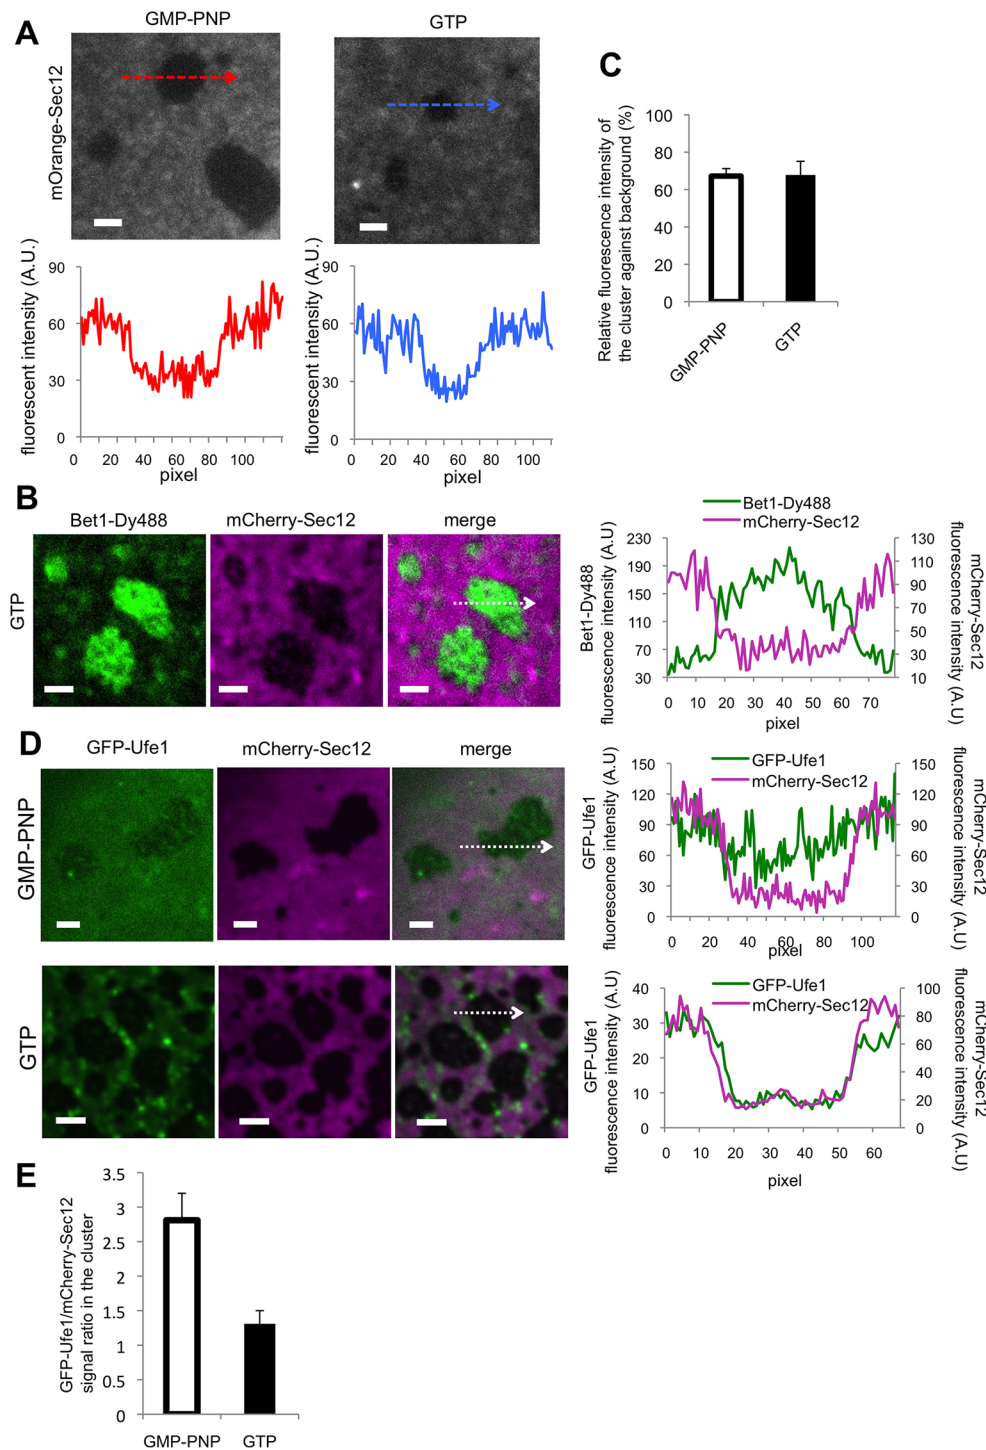 A
GMP-PNP
GTP
mOrange-Sec12
fluorescent intensity (A.U.)
90
60
30
0
0 20 40 60 80 100
pixel
fluorescent intensity (A.U.)
90
60
30
0
0 20 40 60 80 100
pixel
C
Relative fluorescence intensity of
the cluster against background (%)
100
80
60
40
20
0
GMP-PNP
GTP
B
Bet1-Dy488
mCherry-Sec12
merge
GTP
Bet1-Dy488
mCherry-Sec12
Bet1-Dy488
fluorescence intensity (A.U)
230
190
150
110
70
30
130
110
90
70
50
30
10
mCherry-Sec12
fluorescence intensity (A.U)
0 10 20 30 40 50 60 70
pixel
D
GFP-Ufe1
mCherry-Sec12
merge
GMP-PNP
GFP-Ufe1
mCherry-Sec12
GFP-Ufe1
fluorescence intensity (A.U)
150
120
90
60
30
0
150
120
90
60
30
0
mCherry-Sec12
fluorescence intensity (A.U)
0 20 40 60 80 100
pixel
GTP
GFP-Ufe1
mCherry-Sec12
GFP-Ufe1
fluorescence intensity (A.U)
40
30
20
10
0
100
80
60
40
20
0
mCherry-Sec12
fluorescence intensity (A.U)
0 10 20 30 40 50 60
pixel
E
GFP-Ufe1/mCherry-Sec12
signal ratio in the cluster
3.5
3
2.5
2
1.5
1
0.5
0
GMP-PNP
GTP